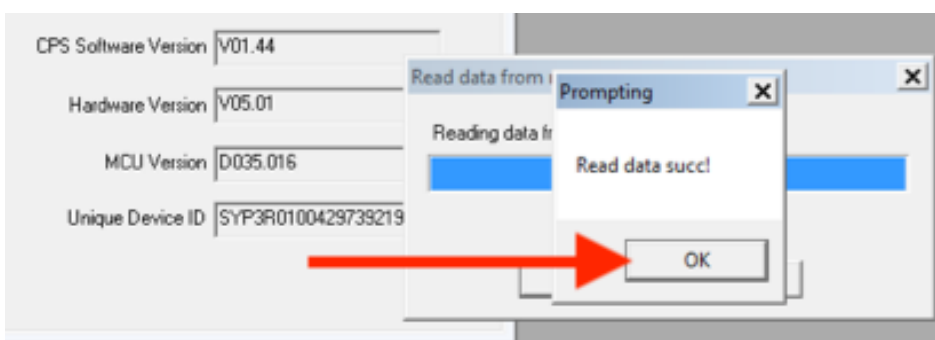 CPS Software Version V01.44
Hardware Version V05.01
MCU Version D035.016
Unique Device ID SYP3R0100429739219
Read data from
Reading data
Prompting
Read data succ!
OK